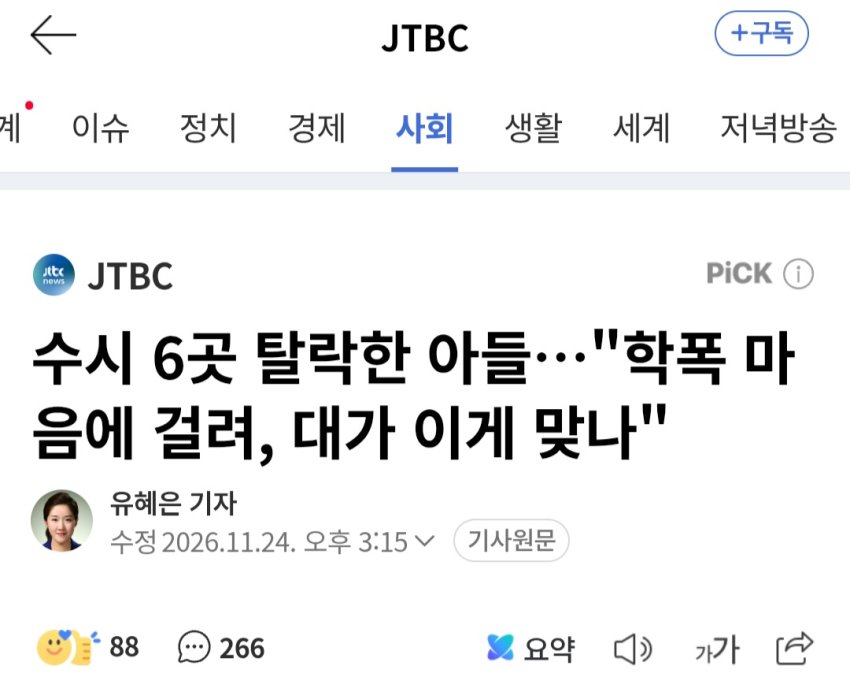 JTBC
+구독
계 이슈 정치 경제 사회 생활 세계 저녁방송
jtbc
news
JTBC
PiCK
수시 6곳 탈락한 아들…"학폭 마
음에 걸려, 대가 이게 맞나"
유혜은 기자
수정 2026.11.24. 오후 3:15
기사원문
88 266 요약 가가